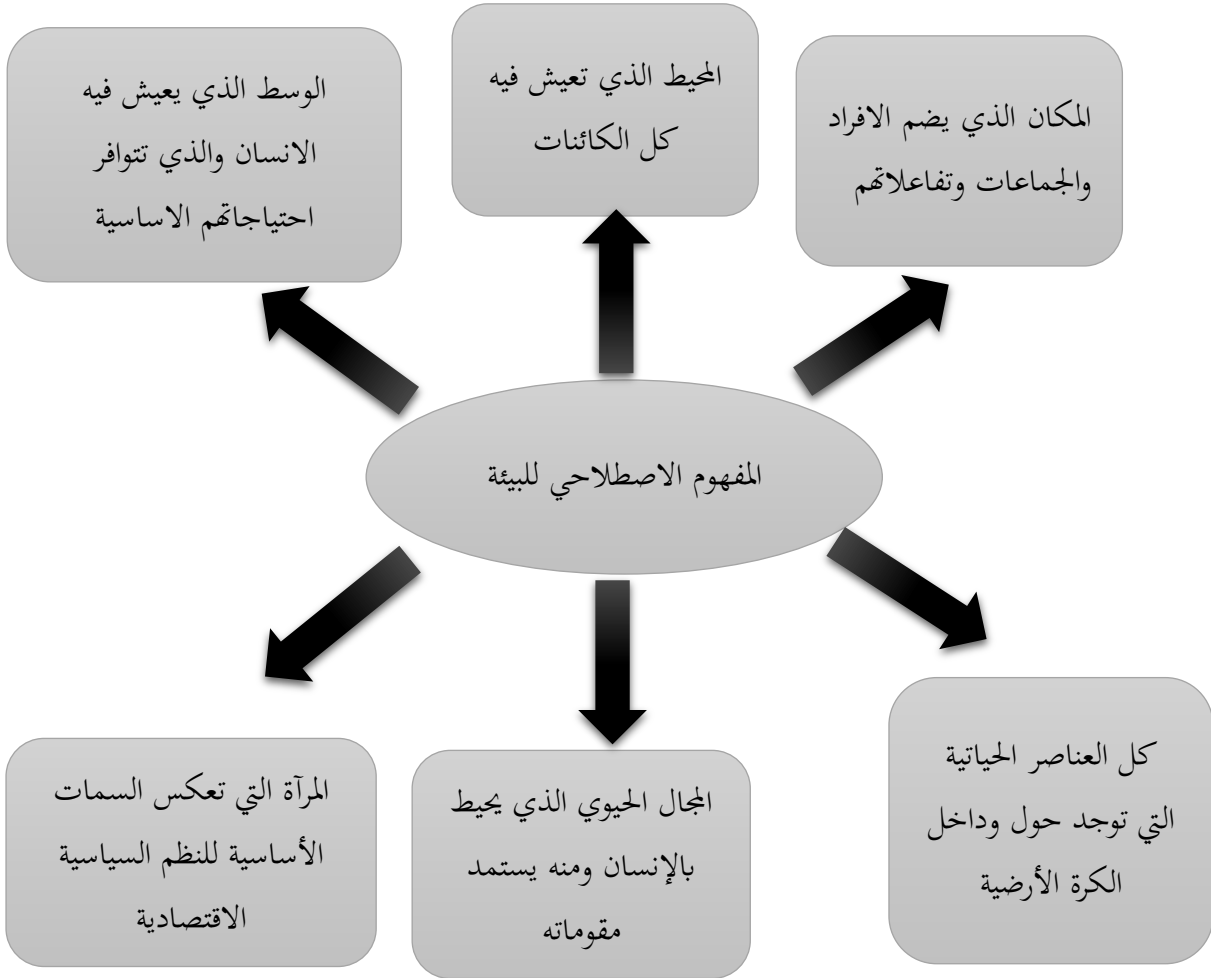 المكان الذي يضم الافراد
والجماعات وتفاعلاتهم
المحيط الذي تعيش فيه
كل الكائنات
الوسط الذي يعيش فيه
الانسان والذي تتوافر
احتياجاتهم الاساسية
المفهوم الاصطلاحي للبيئة
كل العناصر الحياتية
التي توجد حول وداخل
الكرة الأرضية
المجال الحيوي الذي يحيط
بالإنسان ومنه يستمد
مقوماته
المرآة التي تعكس السمات
الأساسية للنظم السياسية
الاقتصادية